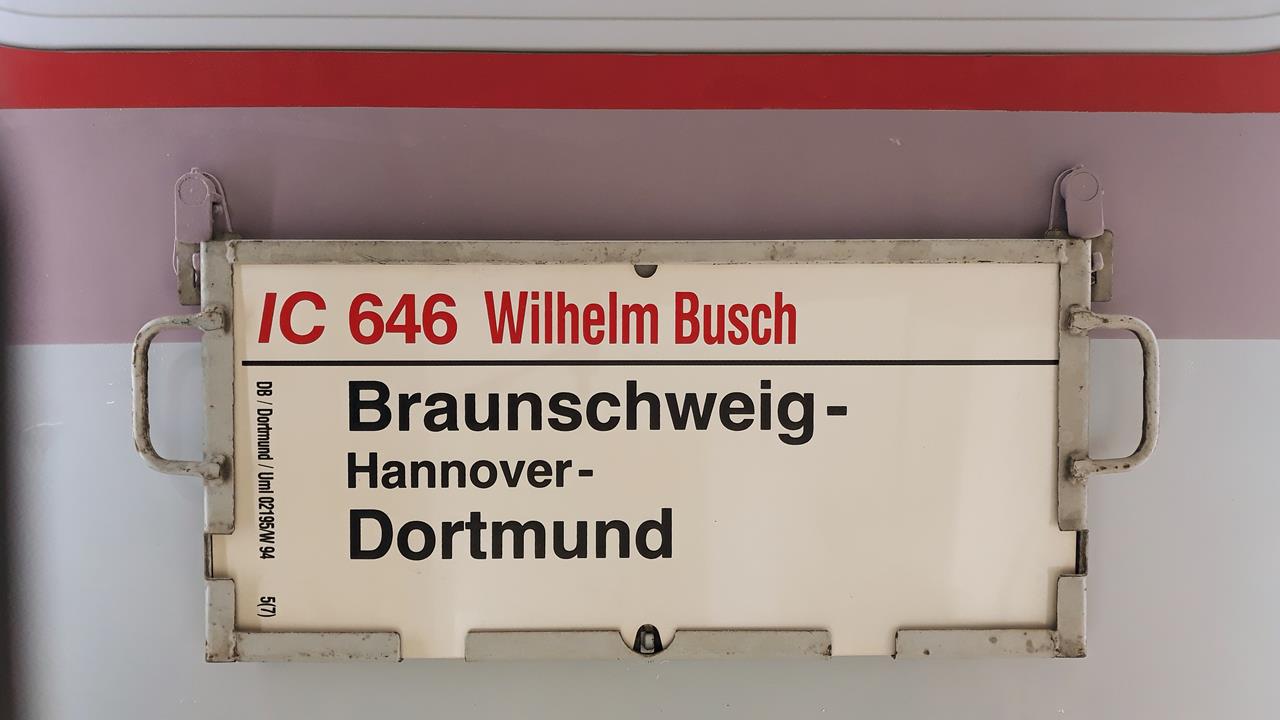 IC 646 Wilhelm Busch
Braunschweig-
Hannover-
Dortmund
DB / Dortmund / Uml 02195/W 94 5(7)